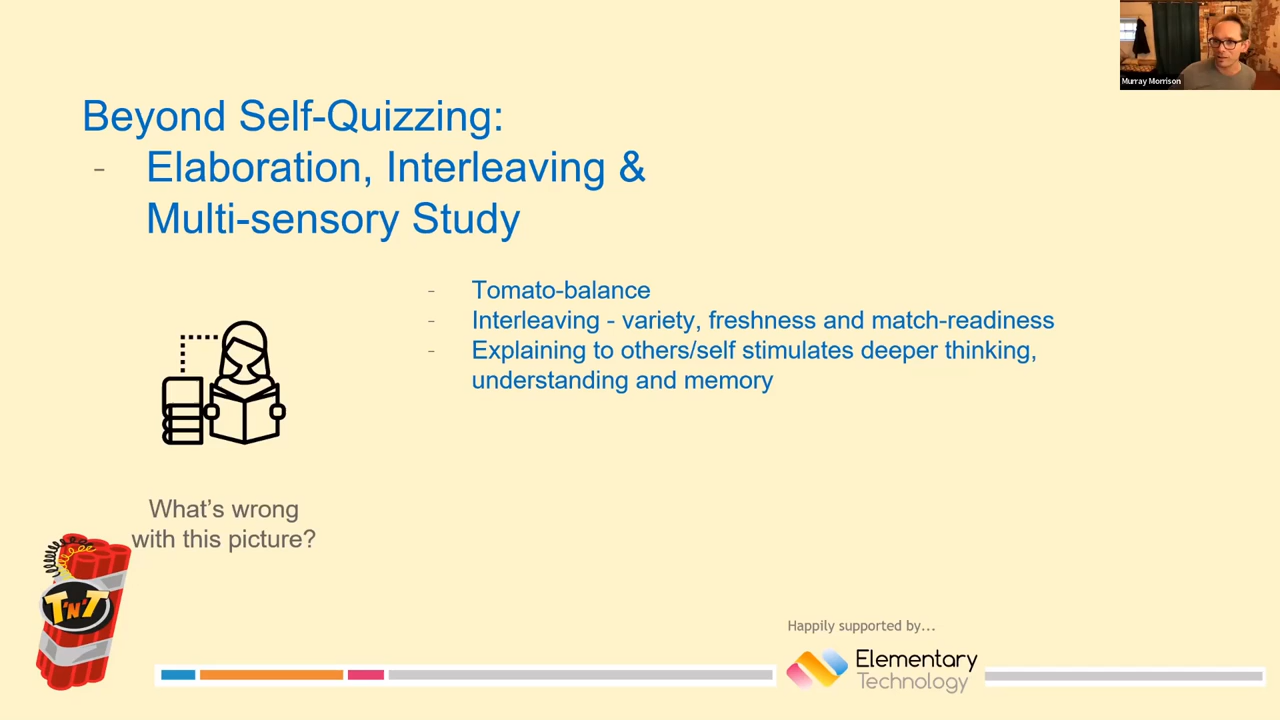 Murray Morrison
Beyond Self-Quizzing:
- Elaboration, Interleaving &
Multi-sensory Study
- Tomato-balance
- Interleaving - variety, freshness and match-readiness
- Explaining to others/self stimulates deeper thinking,
understanding and memory
What’s wrong
with this picture?
T'N'T
Happily supported by...
Elementary
Technology